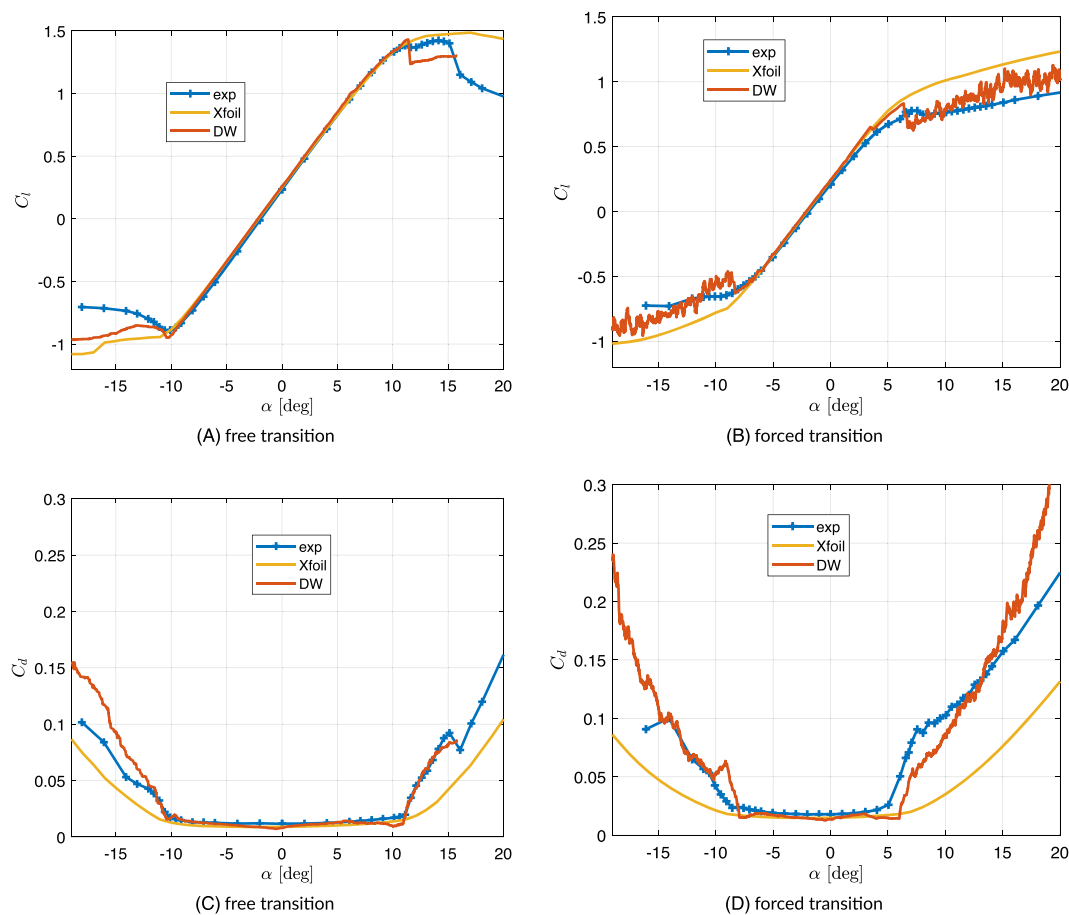 1.5
1
0.5
0
-0.5
-1
C_l
exp
Xfoil
DW
-15 -10 -5 0 5 10 15 20
α [deg]
(A) free transition
1.5
1
0.5
0
-0.5
-1
C_l
exp
Xfoil
DW
-15 -10 -5 0 5 10 15 20
α [deg]
(B) forced transition
0.3
0.25
0.2
0.15
0.1
0.05
0
C_d
exp
Xfoil
DW
-15 -10 -5 0 5 10 15 20
α [deg]
(C) free transition
0.3
0.25
0.2
0.15
0.1
0.05
0
C_d
exp
Xfoil
DW
-15 -10 -5 0 5 10 15 20
α [deg]
(D) forced transition